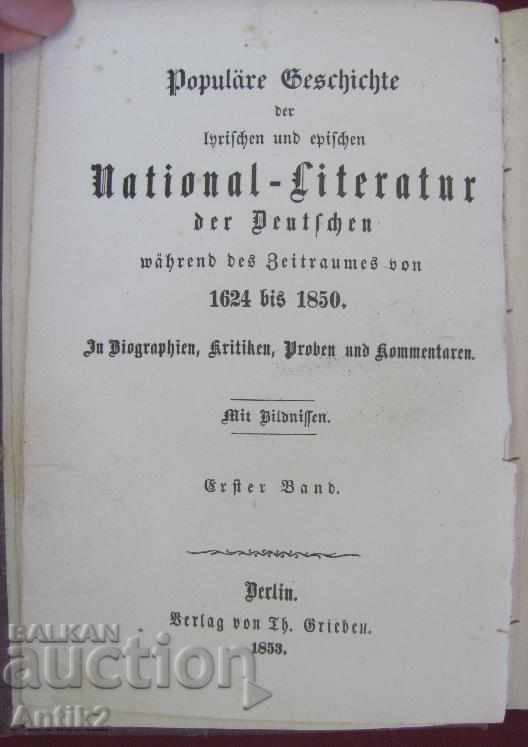 Populäre Geschichte
der
lyrischen und epischen
National-Literatur
der Deutschen
während des Zeitraumes von
1624 bis 1850.
In Biographien, Kritiken, Proben und Kommentaren.
Mit Bildnissen.
Erster Band.
Berlin.
Verlag von Th. Grieben.
1853.
BALKAN
auction
Antik2